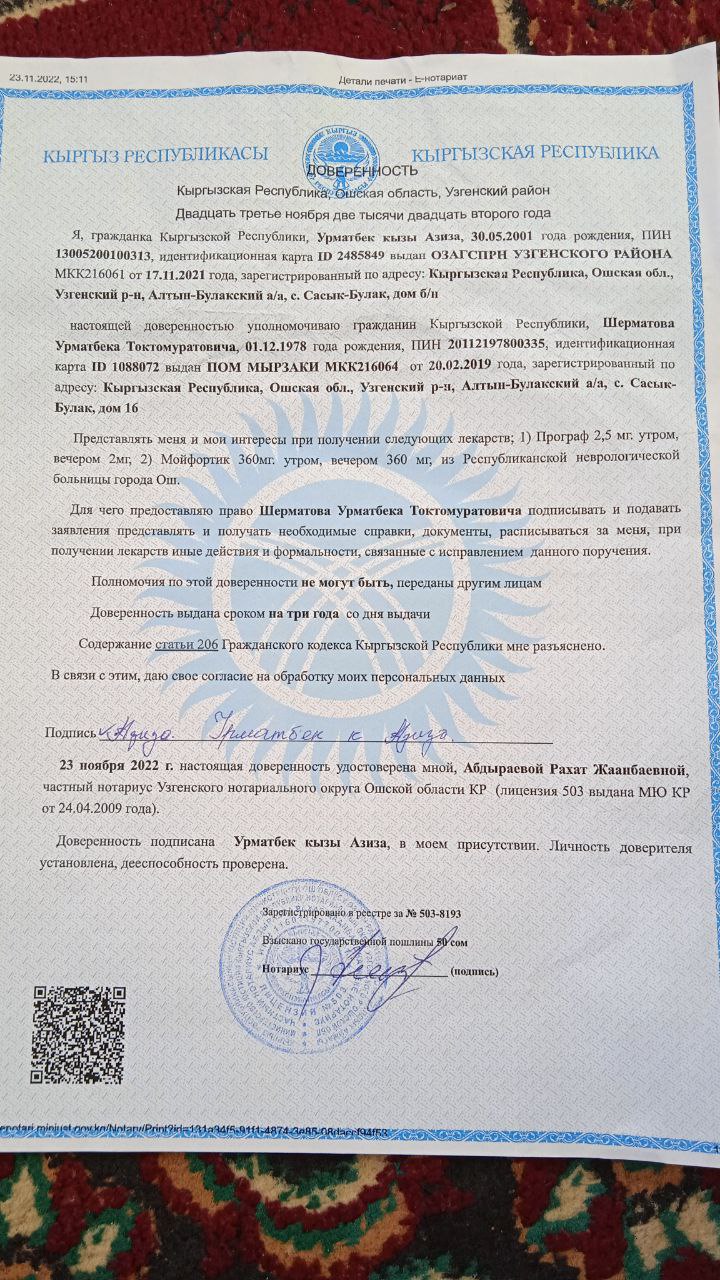 23.11.2022, 15:11
Детали печати - Е-нотариат
КЫРГЫЗ РЕСПУБЛИКАСЫ
КЫРГЫЗСКАЯ РЕСПУБЛИКА
ДОВЕРЕННОСТЬ
Кыргызская Республика, Ошская область, Узгенский район
Двадцать третье ноября две тысячи двадцать второго года
Я, гражданка Кыргызской Республики, Урматбек кызы Азиза, 30.05.2001 года рождения, ПИН
13005200100313, идентификационная карта ID 2485849 выдан ОЗАГСПРН УЗГЕНСКОГО РАЙОНА
МКК216061 от 17.11.2021 года, зарегистрированный по адресу: Кыргызская Республика, Ошская обл.,
Узгенский р-н, Алтын-Булакский а/а, с. Сасык-Булак, дом б/н
настоящей доверенностью уполномочиваю гражданин Кыргызской Республики, Шерматова
Урматбека Токтомуратовича, 01.12.1978 года рождения, ПИН 20112197800335, идентификационная
карта ID 1088072 выдан ПОМ МЫРЗАКИ МКК216064 от 20.02.2019 года, зарегистрированный по
адресу: Кыргызская Республика, Ошская обл., Узгенский р-н, Алтын-Булакский а/а, с. Сасык-
Булак, дом 16
Представлять меня и мои интересы при получении следующих лекарств; 1) Програф 2,5 мг. утром,
вечером 2мг, 2) Мойфортик 360мг. утром, вечером 360 мг, из Республиканской неврологической
больницы города Ош.
Для чего предоставляю право Шерматова Урматбека Токтомуратовича подписывать и подавать
заявления представлять и получать необходимые справки, документы, расписываться за меня, при
получении лекарств иные действия и формальности, связанные с исправлением данного поручения.
Полномочия по этой доверенности не могут быть, переданы другим лицам
Доверенность выдана сроком на три года со дня выдачи
Содержание статьи 206 Гражданского кодекса Кыргызской Республики мне разъяснено.
В связи с этим, даю свое согласие на обработку моих персональных данных
Подпись Азиза. Урматбек к Азиза.
23 ноября 2022 г. настоящая доверенность удостоверена мной, Абдыраевой Рахат Жаанбаевной,
частный нотариус Узгенского нотариального округа Ошской области КР (лицензия 503 выдана МЮ КР
от 24.04.2009 года).
Доверенность подписана Урматбек кызы Азиза, в моем присутствии. Личность доверителя
установлена, дееспособность проверена.
Зарегистрировано в реестре за № 503-8193
Взыскано государственной пошлины 50 сом
Нотариус (подпись)